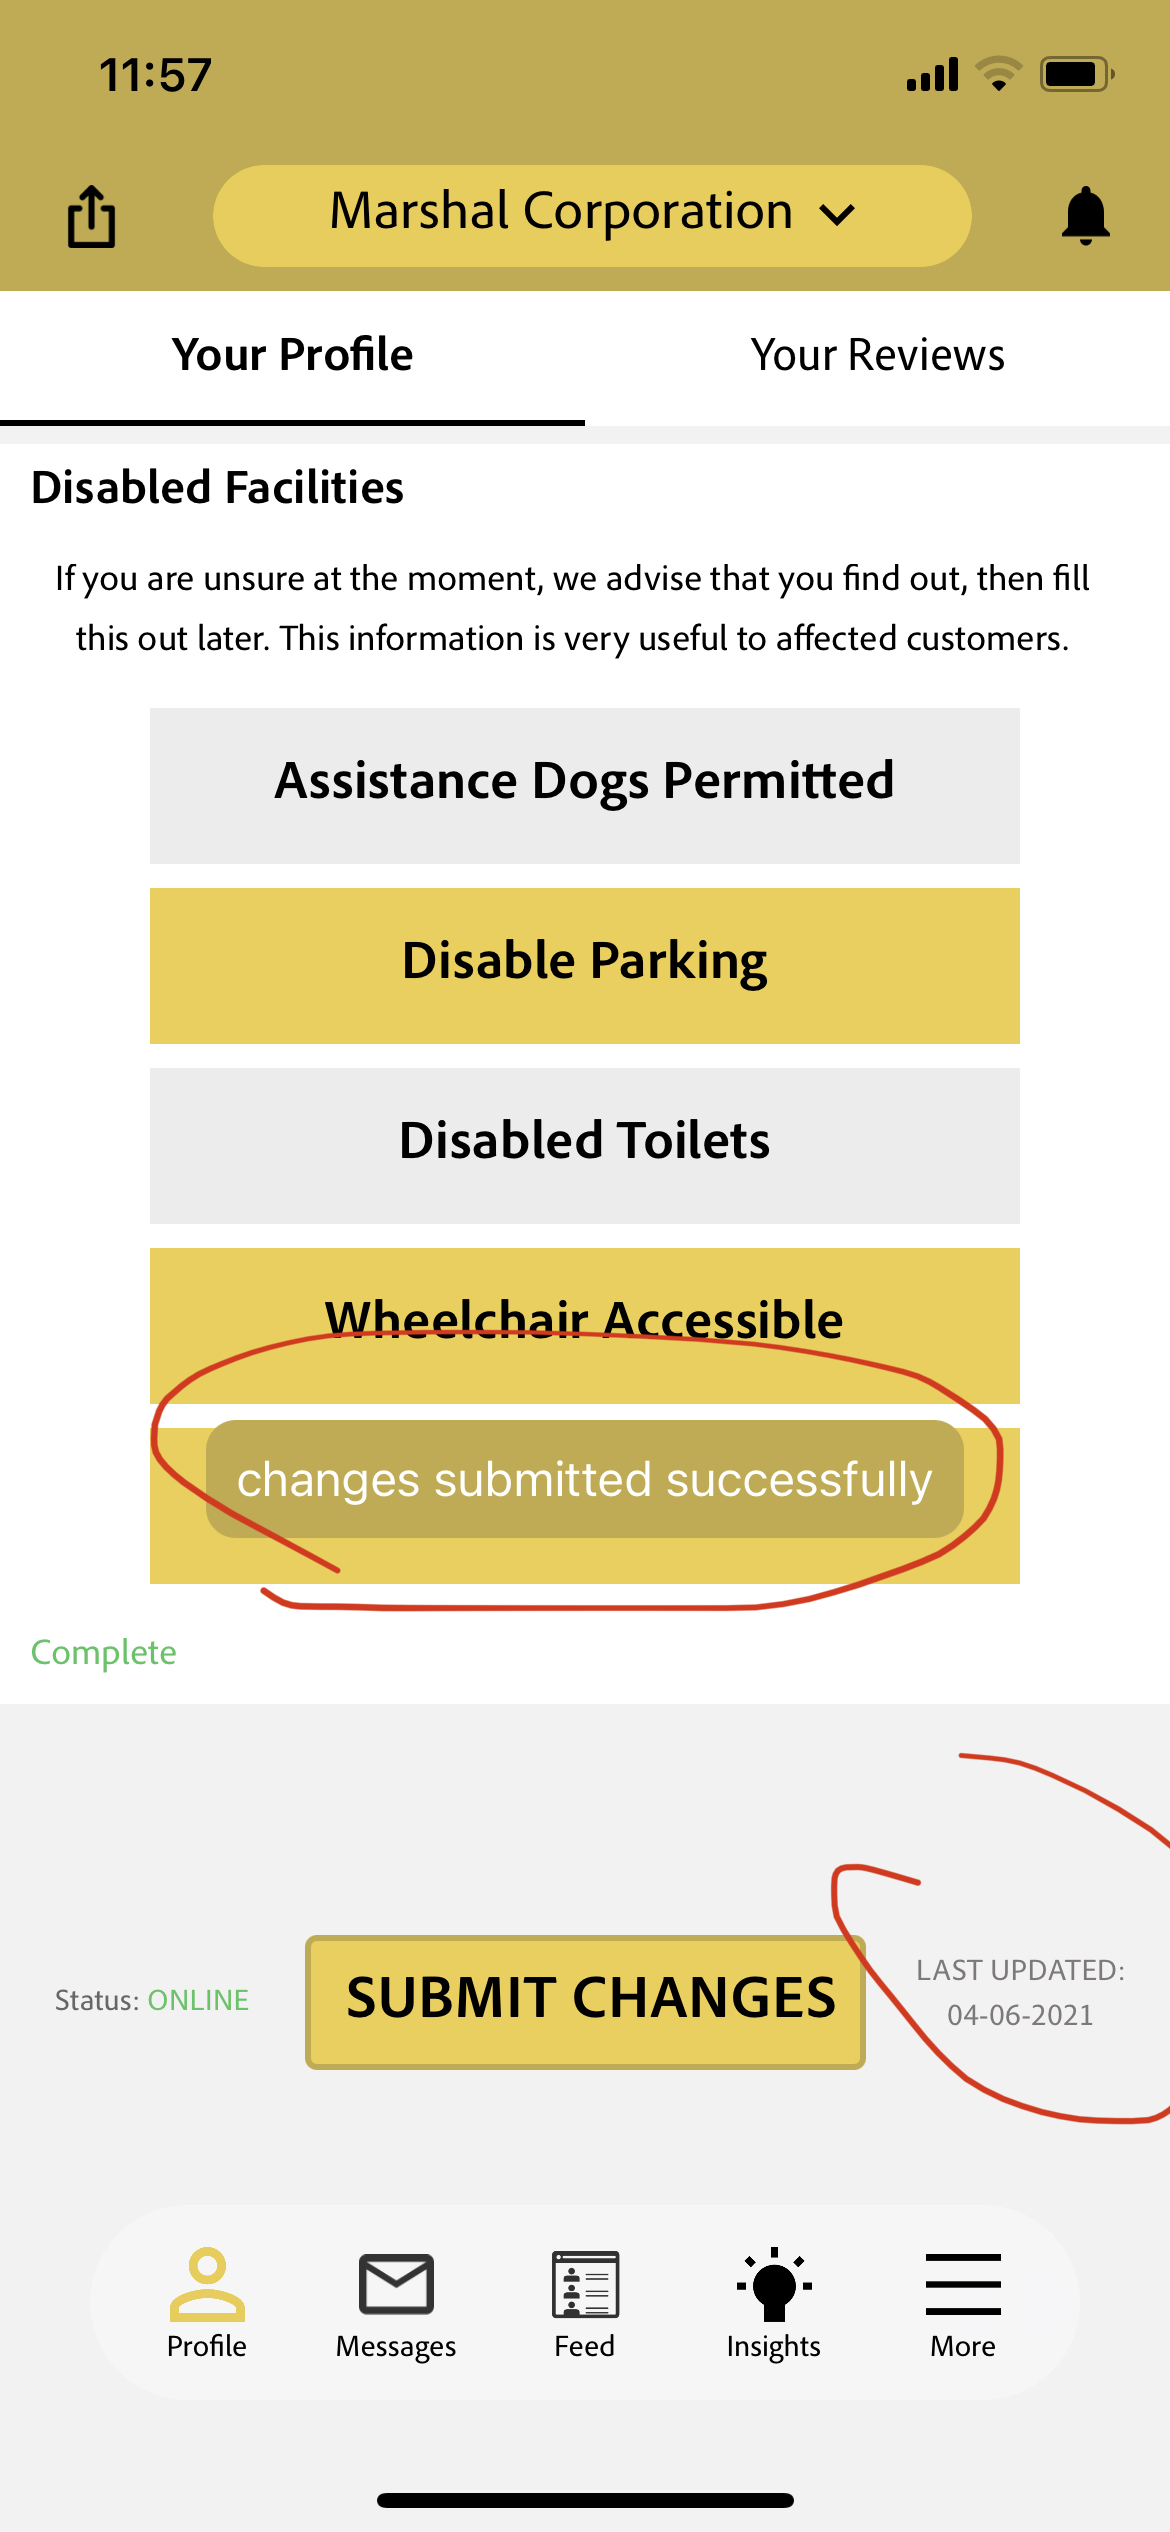 11:57
Marshal Corporation
Your Profile
Your Reviews
Disabled Facilities
If you are unsure at the moment, we advise that you find out, then fill
this out later. This information is very useful to affected customers.
Assistance Dogs Permitted
Disable Parking
Disabled Toilets
Wheelchair Accessible
changes submitted successfully
Complete
Status: ONLINE
SUBMIT CHANGES
LAST UPDATED:
04-06-2021
Profile
Messages
Feed
Insights
More